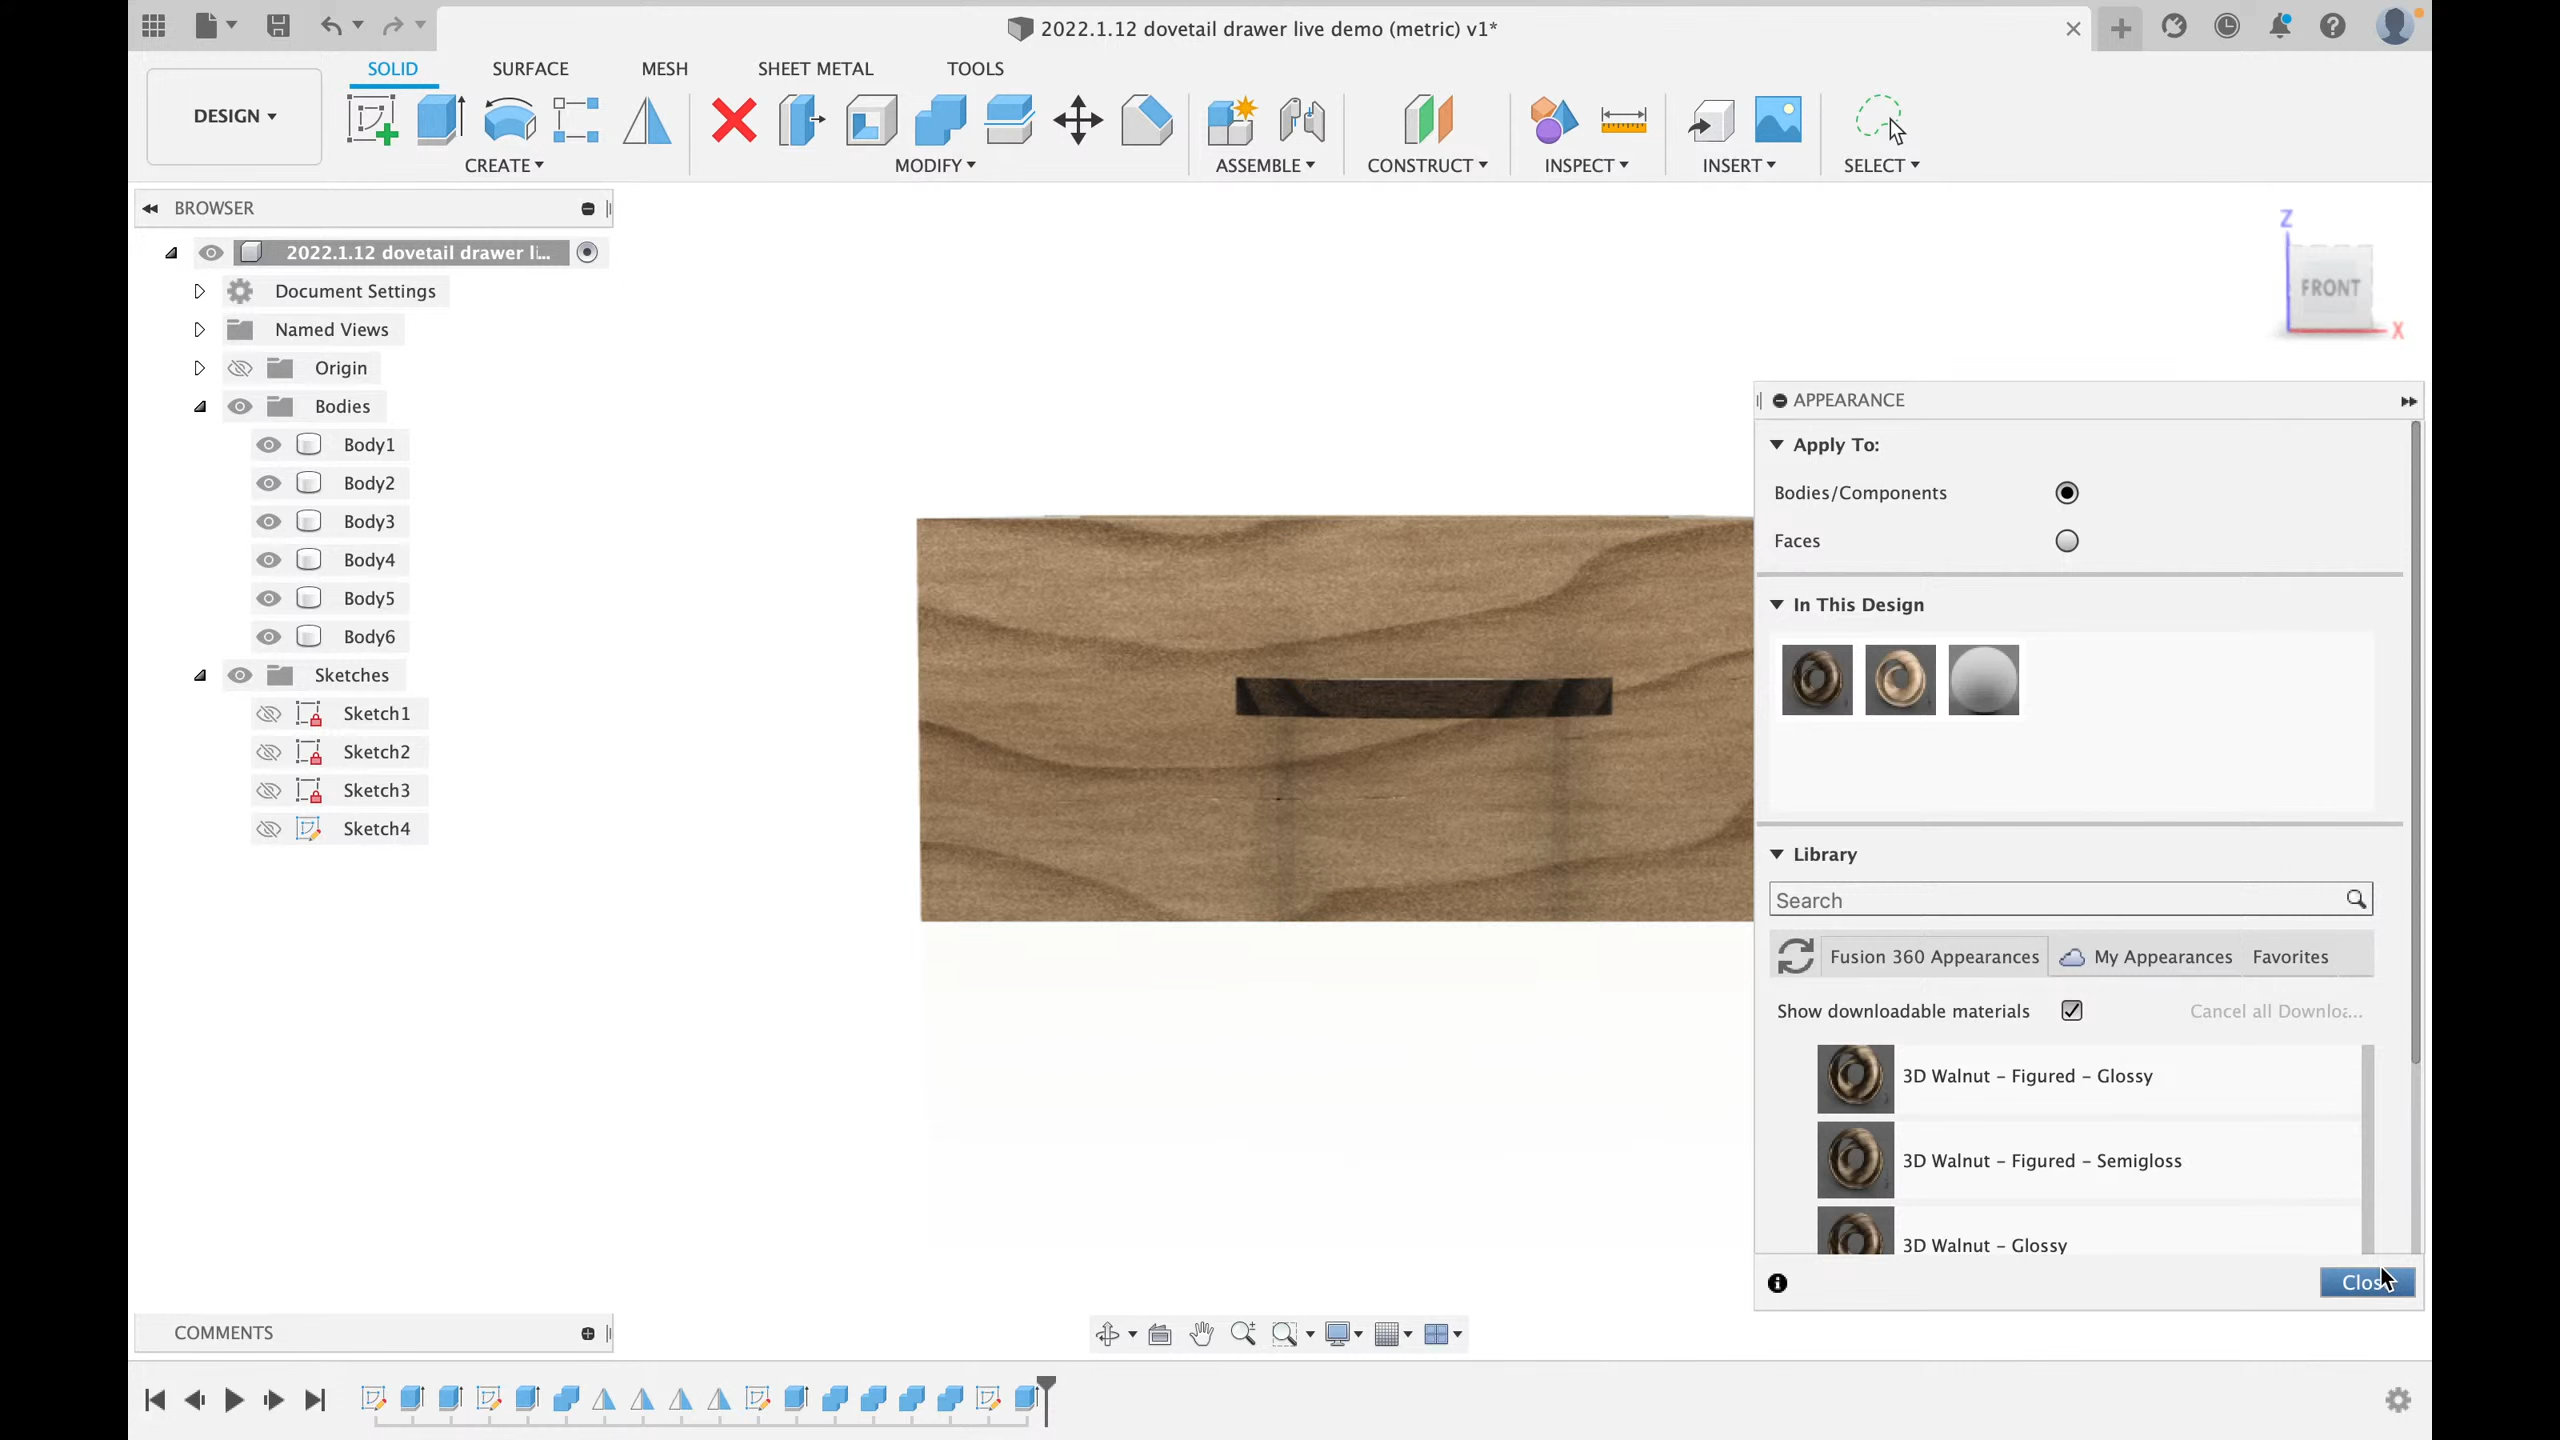 2022.1.12 dovetail drawer live demo (metric) v1*
SOLID SURFACE MESH SHEET METAL TOOLS
DESIGN
CREATE MODIFY ASSEMBLE CONSTRUCT INSPECT INSERT SELECT
BROWSER
2022.1.12 dovetail drawer li...
Document Settings
Named Views
Origin
Bodies
Body1
Body2
Body3
Body4
Body5
Body6
Sketches
Sketch1
Sketch2
Sketch3
Sketch4
Z
FRONT
X
APPEARANCE
Apply To:
Bodies/Components
Faces
In This Design
Library
Search
Fusion 360 Appearances My Appearances Favorites
Show downloadable materials Cancel all Downloa...
3D Walnut - Figured - Glossy
3D Walnut - Figured - Semigloss
3D Walnut - Glossy
Clos
COMMENTS